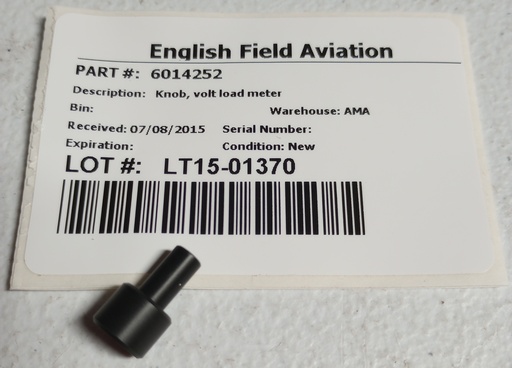 English Field Aviation
PART #: 6014252
Description: Knob, volt load meter
Bin: Warehouse: AMA
Received: 07/08/2015 Serial Number:
Expiration: Condition: New
LOT #: LT15-01370